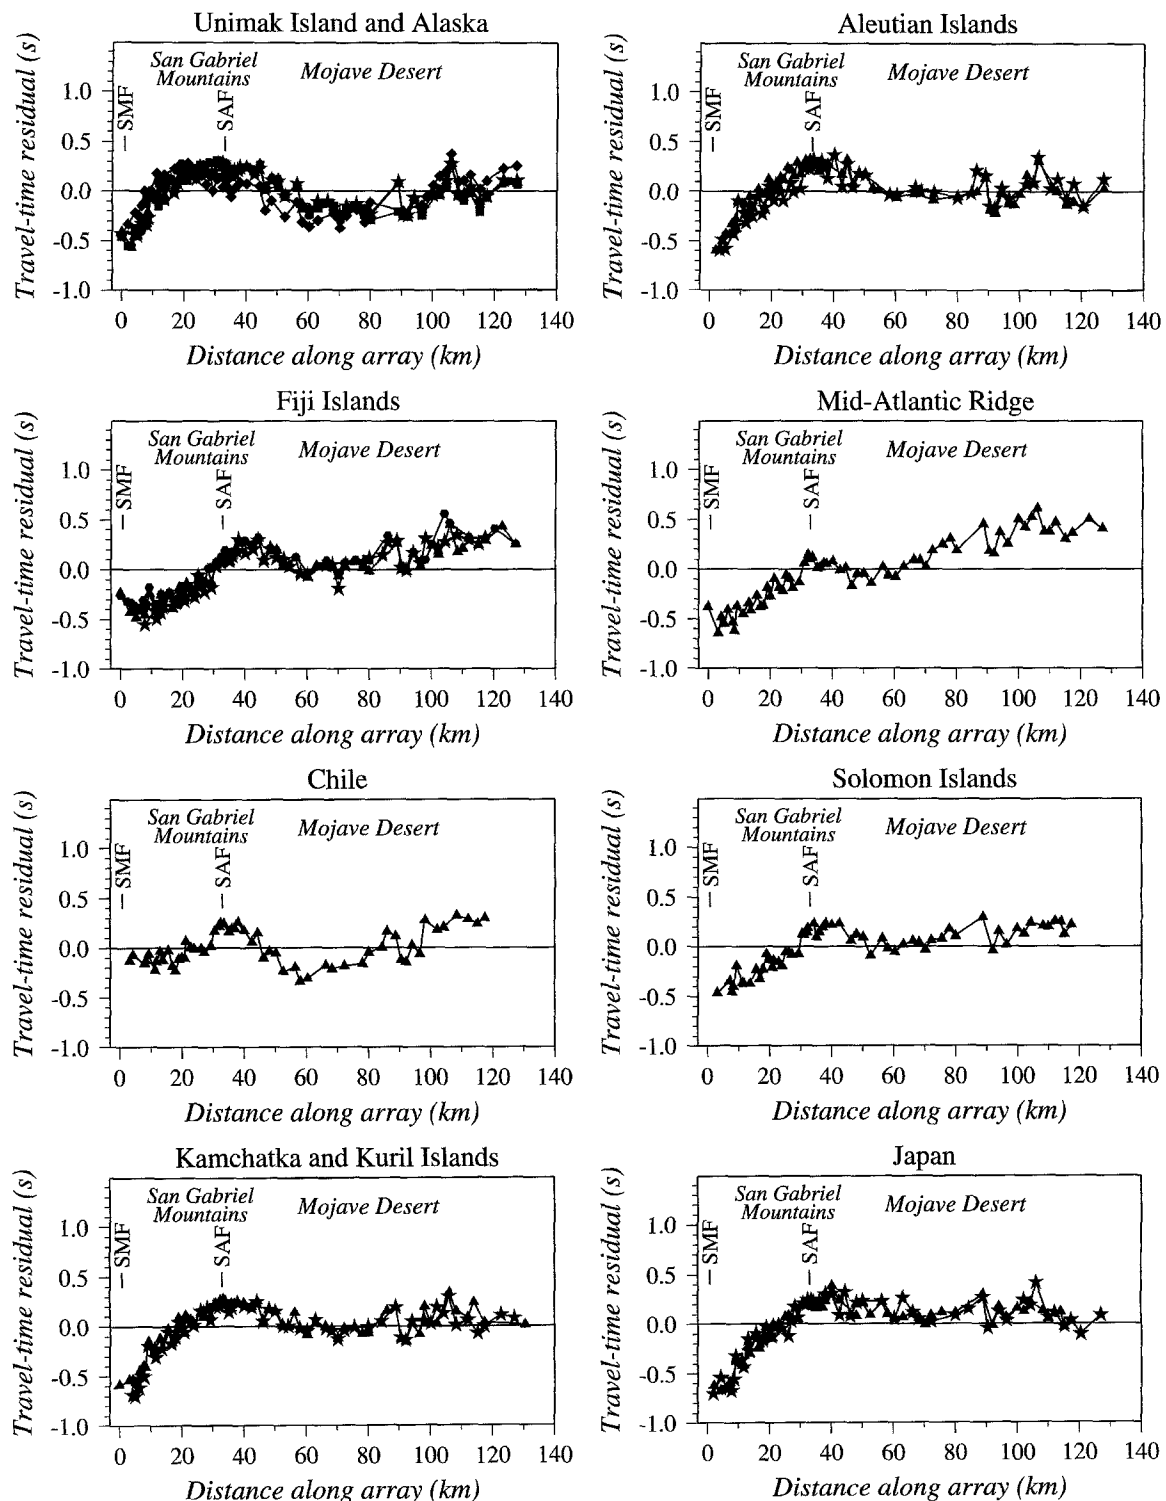 Unimak Island and Alaska
Travel-time residual (s)
1.0
0.5
0.0
-0.5
-1.0
SMF
San Gabriel
Mountains
SAF
Mojave Desert
0 20 40 60 80 100 120 140
Distance along array (km)
Aleutian Islands
Travel-time residual (s)
1.0
0.5
0.0
-0.5
-1.0
SMF
San Gabriel
Mountains
SAF
Mojave Desert
0 20 40 60 80 100 120 140
Distance along array (km)
Fiji Islands
Travel-time residual (s)
1.0
0.5
0.0
-0.5
-1.0
SMF
San Gabriel
Mountains
SAF
Mojave Desert
0 20 40 60 80 100 120 140
Distance along array (km)
Mid-Atlantic Ridge
Travel-time residual (s)
1.0
0.5
0.0
-0.5
-1.0
SMF
San Gabriel
Mountains
SAF
Mojave Desert
0 20 40 60 80 100 120 140
Distance along array (km)
Chile
Travel-time residual (s)
1.0
0.5
0.0
-0.5
-1.0
SMF
San Gabriel
Mountains
SAF
Mojave Desert
0 20 40 60 80 100 120 140
Distance along array (km)
Solomon Islands
Travel-time residual (s)
1.0
0.5
0.0
-0.5
-1.0
SMF
San Gabriel
Mountains
SAF
Mojave Desert
0 20 40 60 80 100 120 140
Distance along array (km)
Kamchatka and Kuril Islands
Travel-time residual (s)
1.0
0.5
0.0
-0.5
-1.0
SMF
San Gabriel
Mountains
SAF
Mojave Desert
0 20 40 60 80 100 120 140
Distance along array (km)
Japan
Travel-time residual (s)
1.0
0.5
0.0
-0.5
-1.0
SMF
San Gabriel
Mountains
SAF
Mojave Desert
0 20 40 60 80 100 120 140
Distance along array (km)